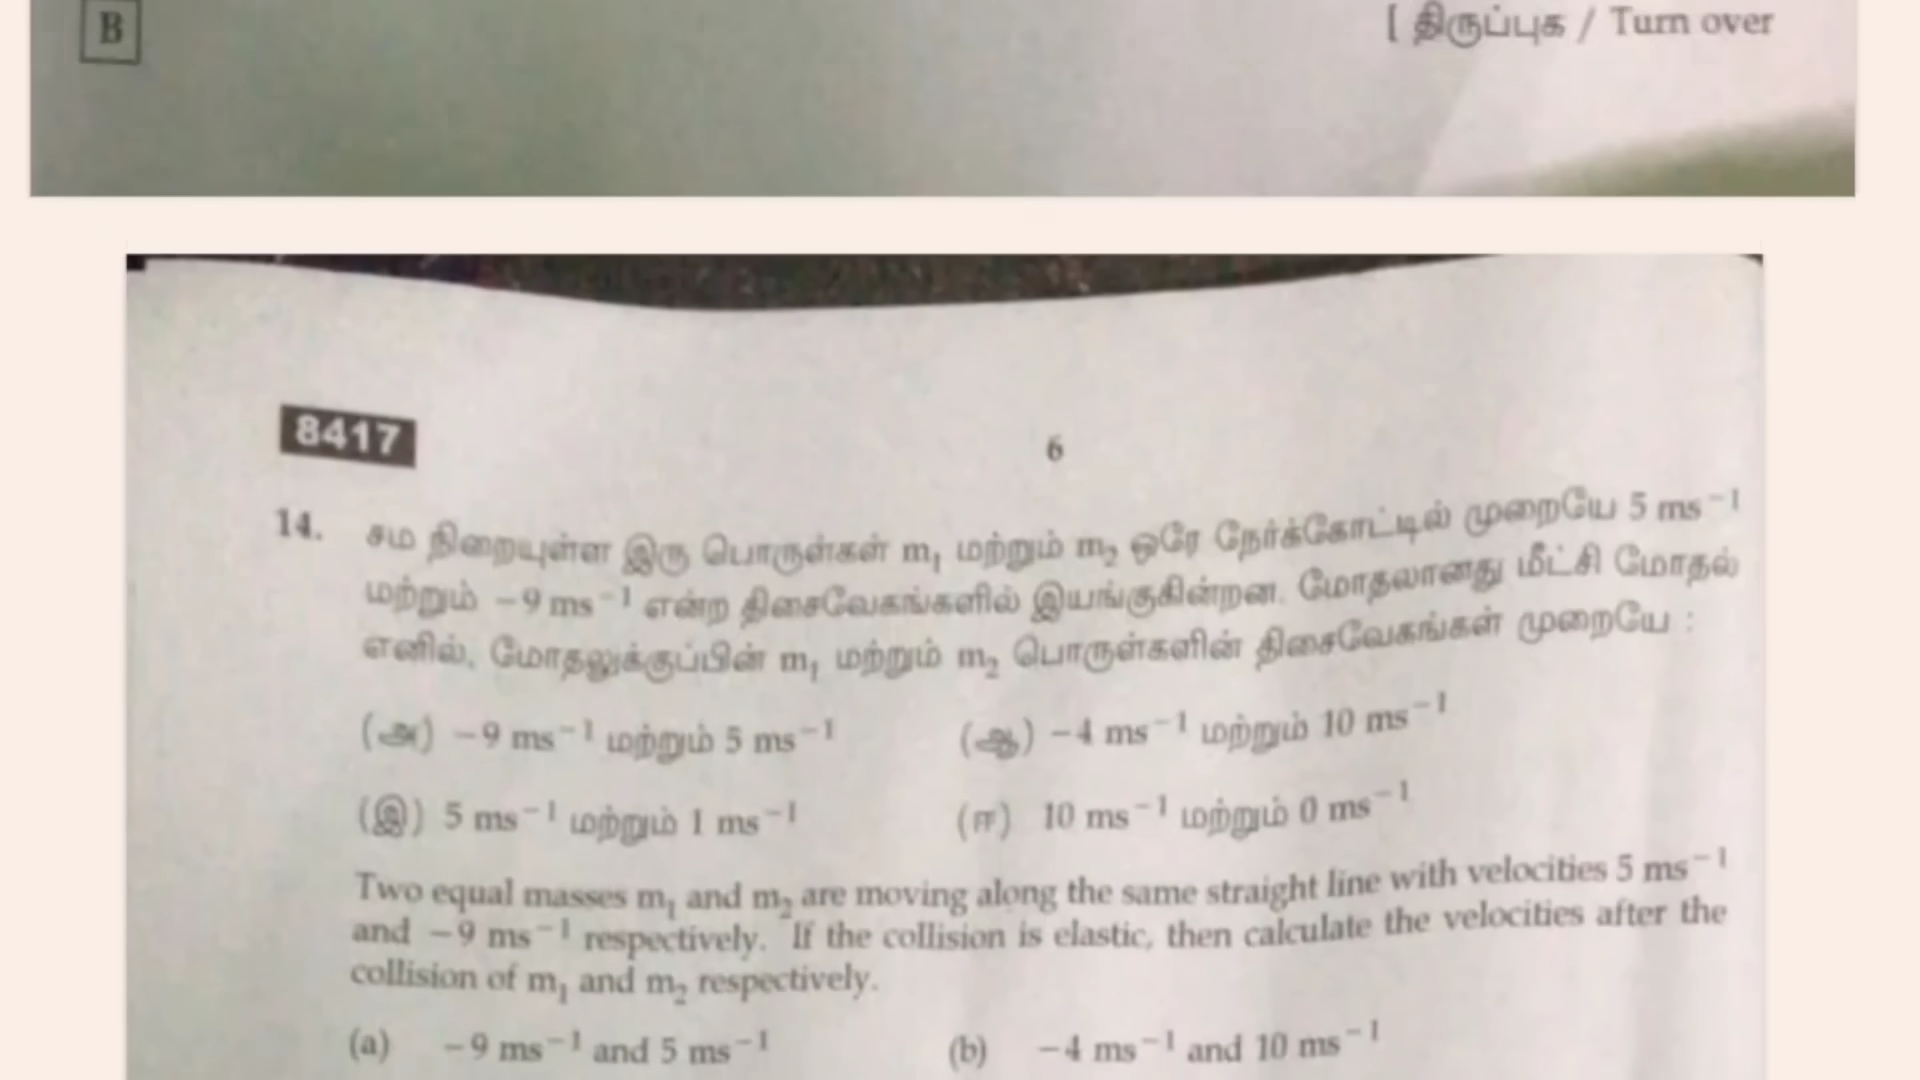 B
[ திருப்புக / Turn over
8417
6
14. சம நிறையுள்ள இரு பொருள்கள் m₁ மற்றும் m₂ ஒரே நேர்க்கோட்டில் முறையே 5 ms⁻¹
மற்றும் −9 ms⁻¹ என்ற திசைவேகங்களில் இயங்குகின்றன. மோதலானது மீட்சி மோதல்
எனில், மோதலுக்குப்பின் m₁ மற்றும் m₂ பொருள்களின் திசைவேகங்கள் முறையே :
(அ) −9 ms⁻¹ மற்றும் 5 ms⁻¹ (ஆ) −4 ms⁻¹ மற்றும் 10 ms⁻¹
(இ) 5 ms⁻¹ மற்றும் 1 ms⁻¹ (ஈ) 10 ms⁻¹ மற்றும் 0 ms⁻¹
Two equal masses m₁ and m₂ are moving along the same straight line with velocities 5 ms⁻¹
and −9 ms⁻¹ respectively. If the collision is elastic, then calculate the velocities after the
collision of m₁ and m₂ respectively.
(a) −9 ms⁻¹ and 5 ms⁻¹ (b) −4 ms⁻¹ and 10 ms⁻¹